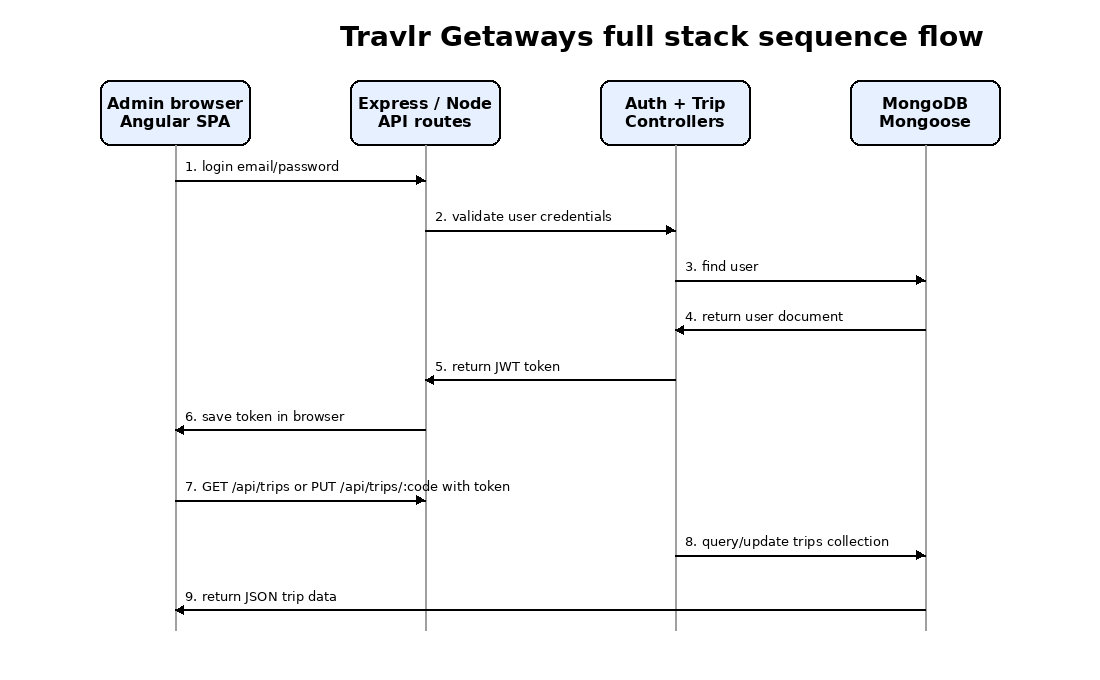 Travlr Getaways full stack sequence flow
Admin browser
Angular SPA
Express / Node
API routes
Auth + Trip
Controllers
MongoDB
Mongoose
1. login email/password
2. validate user credentials
3. find user
4. return user document
5. return JWT token
6. save token in browser
7. GET /api/trips or PUT /api/trips/:code with token
8. query/update trips collection
9. return JSON trip data